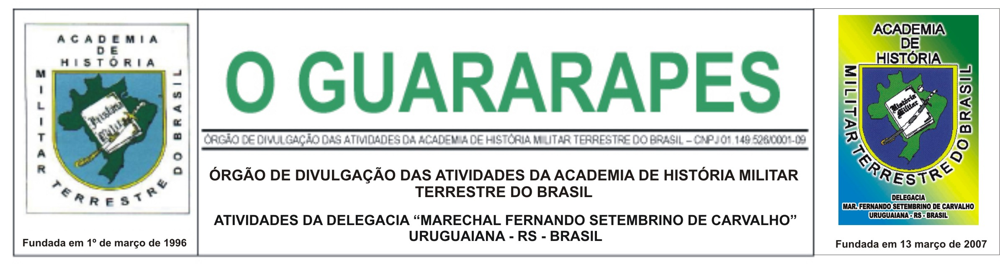 ACADEMIA
DE
HISTÓRIA
MILITAR TERRESTRE DO BRASIL
História
Militar
Fundada em 1º de março de 1996
O GUARARAPES
ÓRGÃO DE DIVULGAÇÃO DAS ATIVIDADES DA ACADEMIA DE HISTÓRIA MILITAR TERRESTRE DO BRASIL – CNPJ 01.149.526/0001-09
ÓRGÃO DE DIVULGAÇÃO DAS ATIVIDADES DA ACADEMIA DE HISTÓRIA MILITAR
TERRESTRE DO BRASIL
ATIVIDADES DA DELEGACIA “MARECHAL FERNANDO SETEMBRINO DE CARVALHO”
URUGUAIANA - RS - BRASIL
ACADEMIA
DE
HISTÓRIA
MILITAR TERRESTRE DO BRASIL
História
Militar
DELEGACIA
MAR. FERNANDO SETEMBRINO DE CARVALHO
URUGUAIANA - RS - BRASIL
Fundada em 13 março de 2007